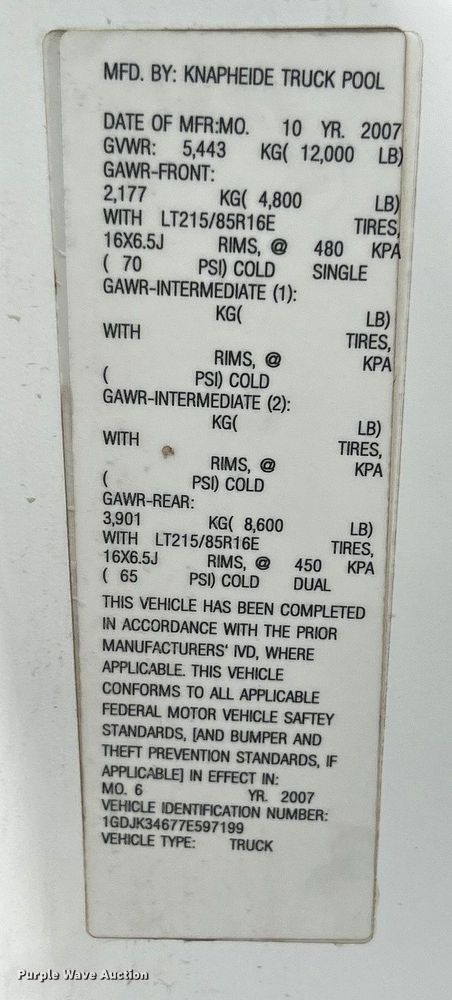 MFD. BY: KNAPHEIDE TRUCK POOL
DATE OF MFR:MO. 10 YR. 2007
GVWR: 5,443 KG( 12,000 LB)
GAWR-FRONT:
2,177 KG( 4,800 LB)
WITH LT215/85R16E TIRES,
16X6.5J RIMS, @ 480 KPA
( 70 PSI) COLD SINGLE
GAWR-INTERMEDIATE (1):
KG( LB)
WITH TIRES,
RIMS, @ KPA
( PSI) COLD
GAWR-INTERMEDIATE (2):
KG( LB)
WITH TIRES,
RIMS, @ KPA
( PSI) COLD
GAWR-REAR:
3,901 KG( 8,600 LB)
WITH LT215/85R16E TIRES,
16X6.5J RIMS, @ 450 KPA
( 65 PSI) COLD DUAL
THIS VEHICLE HAS BEEN COMPLETED
IN ACCORDANCE WITH THE PRIOR
MANUFACTURERS' IVD, WHERE
APPLICABLE. THIS VEHICLE
CONFORMS TO ALL APPLICABLE
FEDERAL MOTOR VEHICLE SAFTEY
STANDARDS, [AND BUMPER AND
THEFT PREVENTION STANDARDS, IF
APPLICABLE] IN EFFECT IN:
MO. 6 YR. 2007
VEHICLE IDENTIFICATION NUMBER:
1GDJK34677E597199
VEHICLE TYPE: TRUCK
Purple Wave Auction